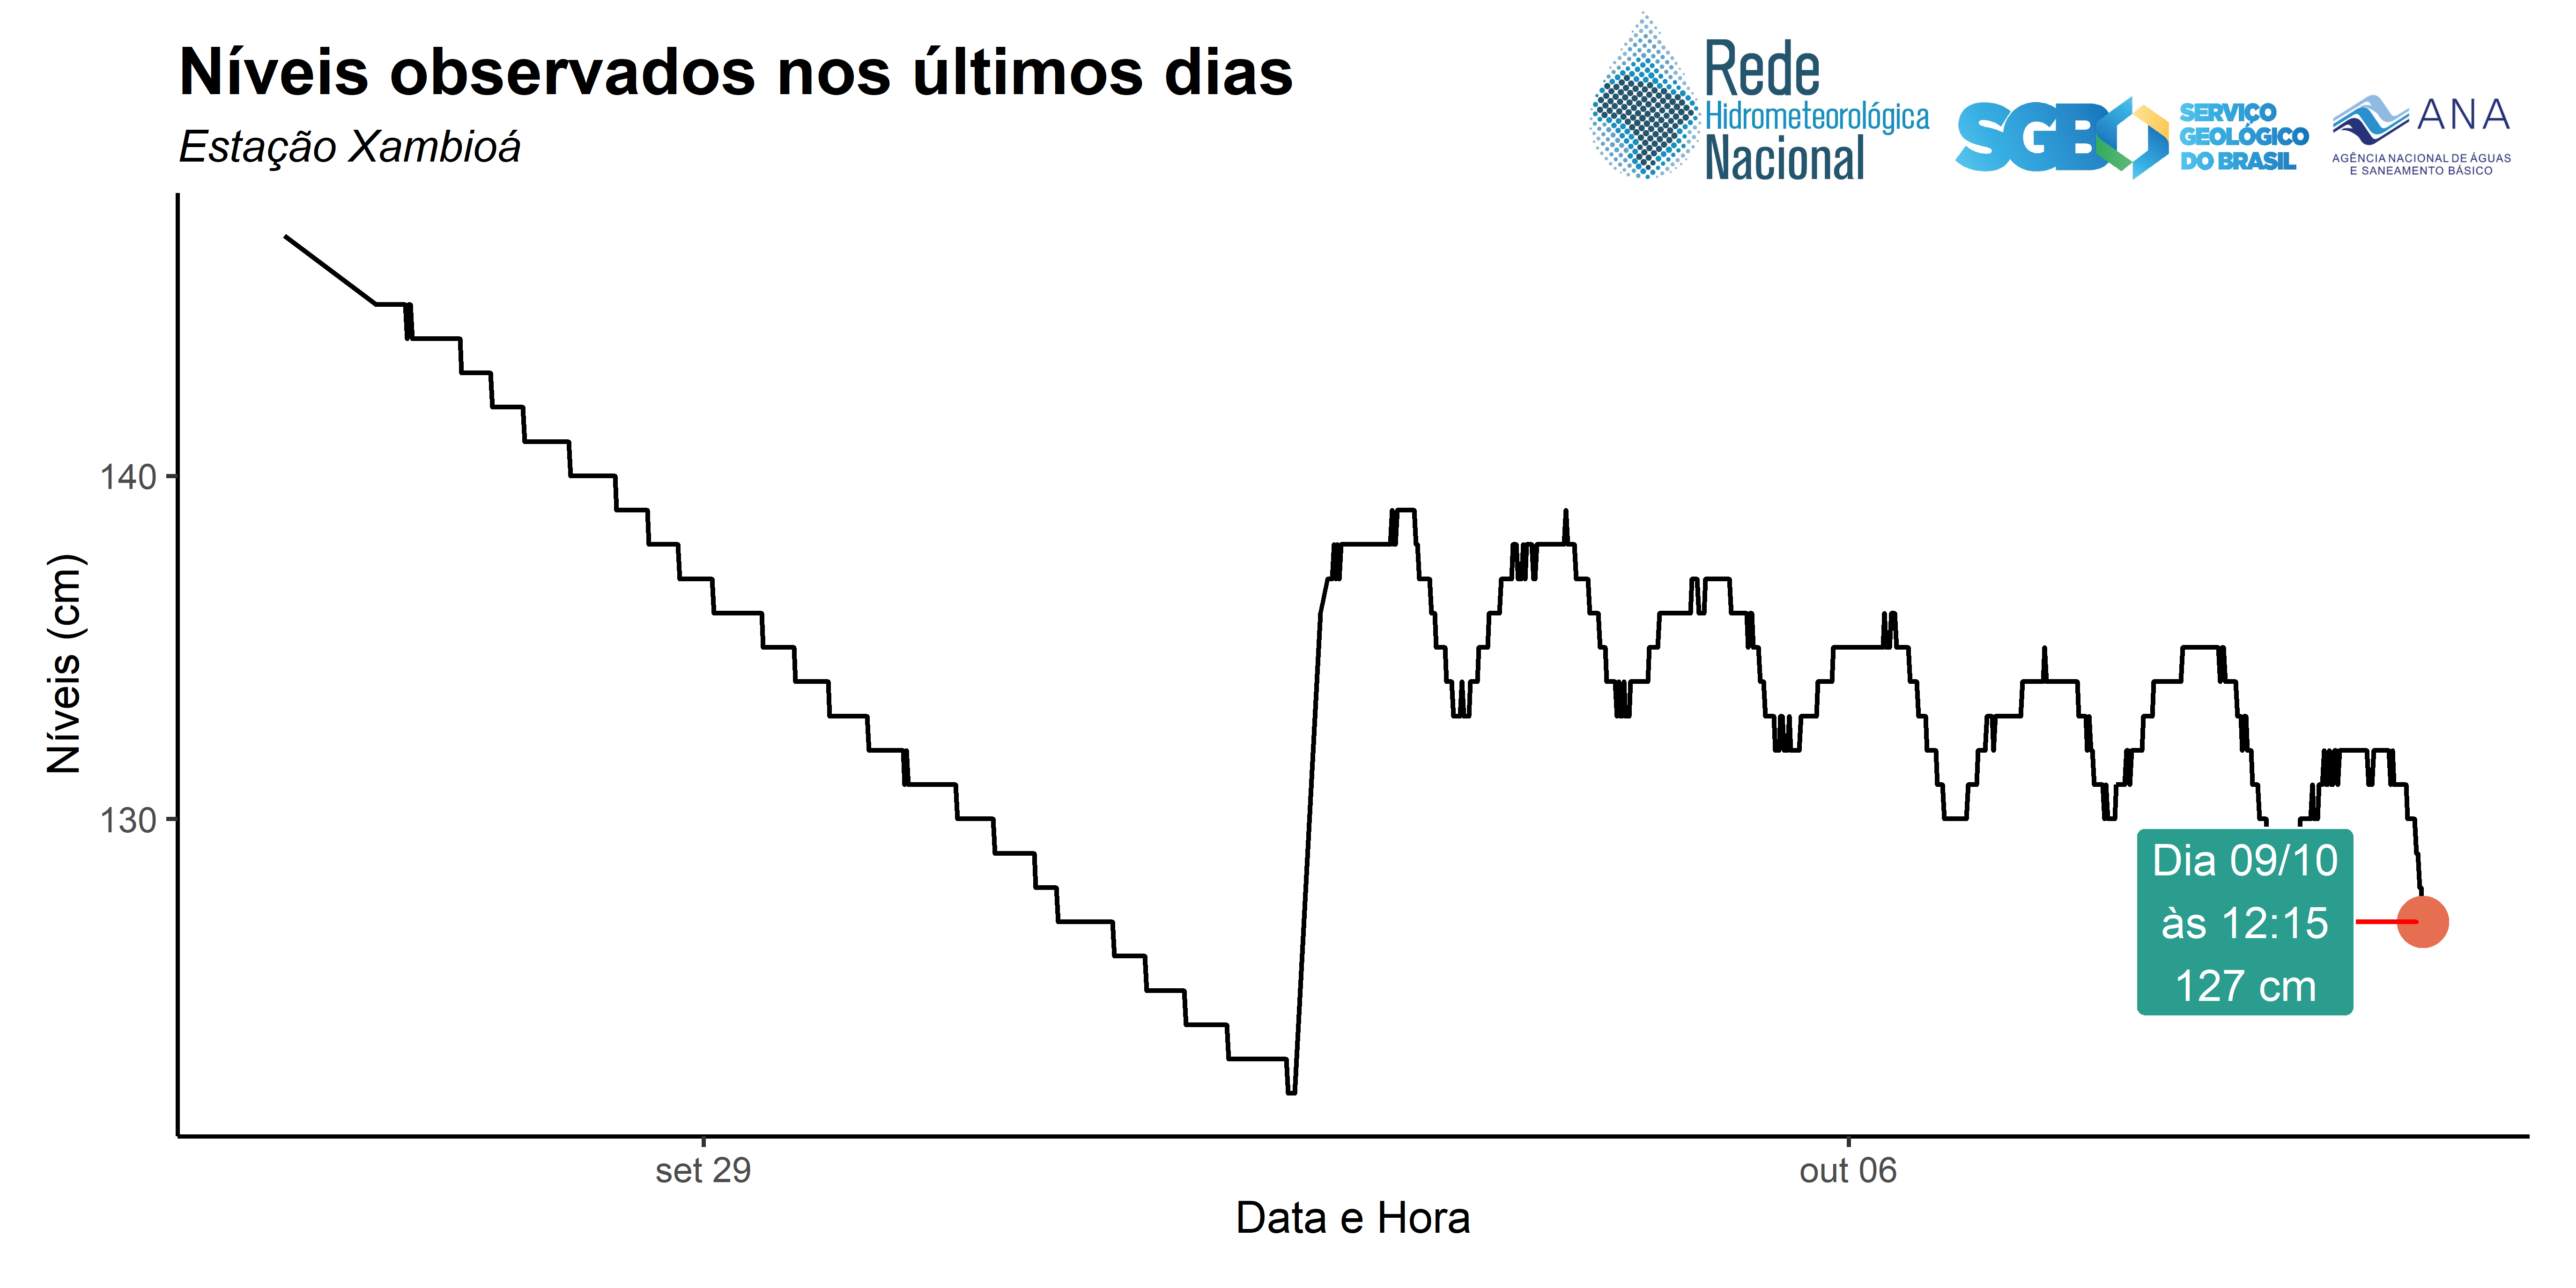 Níveis observados nos últimos dias
Estação Xambioá
Rede
Hidrometeorológica
Nacional
SGB
SERVIÇO
GEOLÓGICO
DO BRASIL
ANA
AGÊNCIA NACIONAL DE ÁGUAS
E SANEAMENTO BÁSICO
Níveis (cm)
140
130
Dia 09/10
às 12:15
127 cm
set 29
out 06
Data e Hora